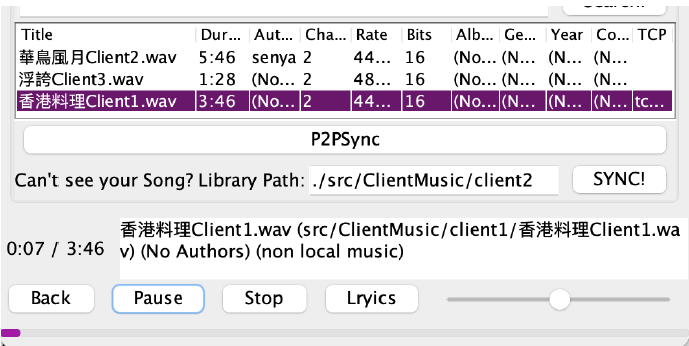 Title Dur... Aut... Cha... Rate Bits Alb... Ge... Year Co... TCP
華鳥風月Client2.wav 5:46 senya 2 44... 16 (No... (N... (N... (N...
浮誇Client3.wav 1:28 (No... 2 48... 16 (No... (N... (N... (N...
香港料理Client1.wav 3:46 (No... 2 44... 16 (No... (N... (N... (N... tc...
P2PSync
Can't see your Song? Library Path: ./src/ClientMusic/client2 SYNC!
香港料理Client1.wav (src/ClientMusic/client1/香港料理Client1.wa
0:07 / 3:46 v) (No Authors) (non local music)
Back Pause Stop Lryics